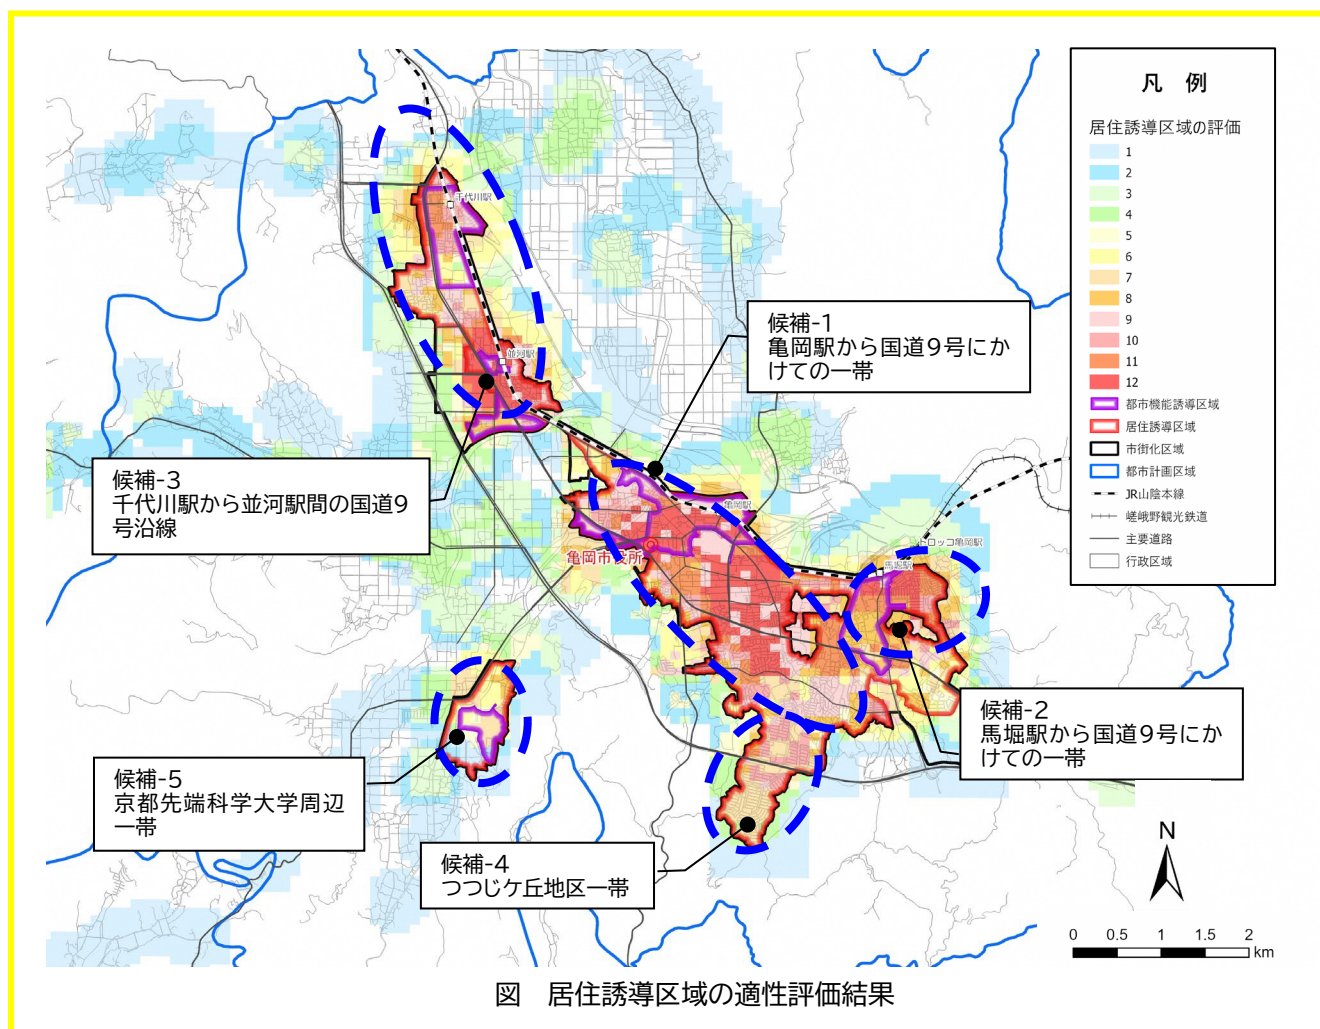 凡 例
居住誘導区域の評価
1
2
3
4
5
6
7
8
9
10
11
12
都市機能誘導区域
居住誘導区域
市街化区域
都市計画区域
JR山陰本線
嵯峨野観光鉄道
主要道路
行政区域
千代川駅
並河駅
候補-1
亀岡駅から国道9号にか
けての一帯
候補-3
千代川駅から並河駅間の国道9
号沿線
亀岡駅
亀岡市役所
トロッコ亀岡駅
馬堀駅
候補-2
馬堀駅から国道9号にか
けての一帯
候補-5
京都先端科学大学周辺
一帯
候補-4
つつじケ丘地区一帯
N
0 0.5 1 1.5 2
km
図 居住誘導区域の適性評価結果